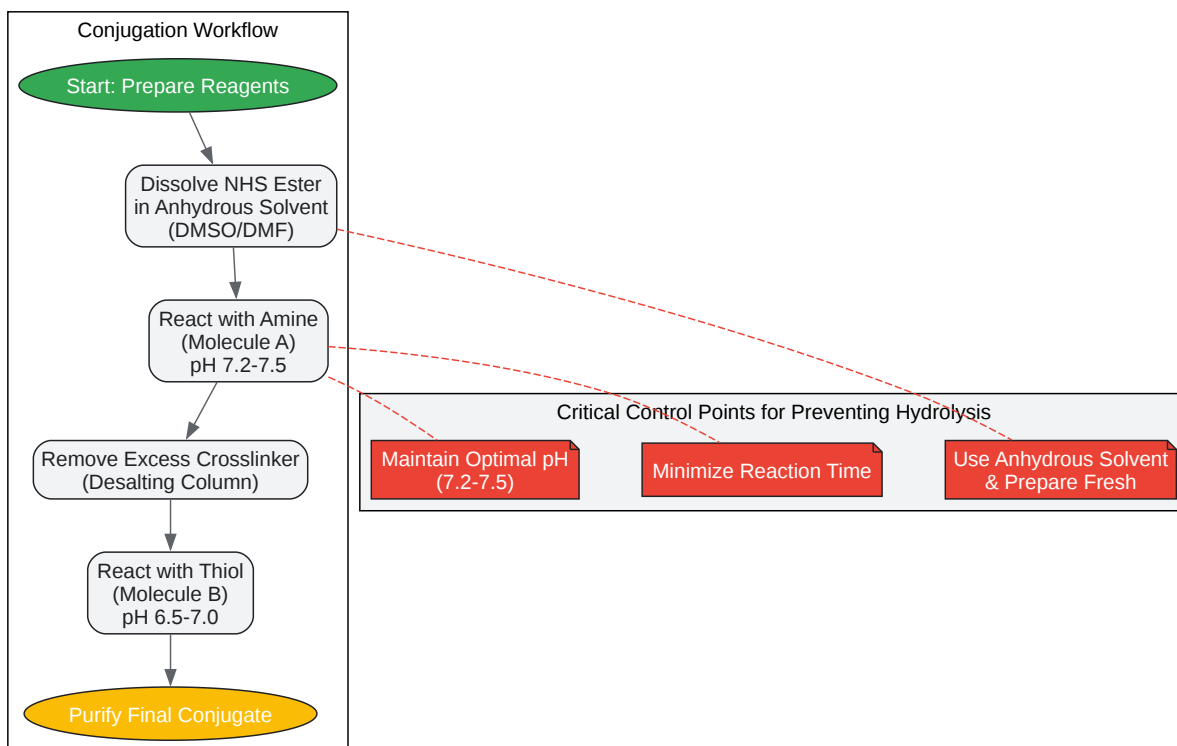 Conjugation Workflow
Start: Prepare Reagents
Dissolve NHS Ester
in Anhydrous Solvent
(DMSO/DMF)
React with Amine
(Molecule A)
pH 7.2-7.5
Remove Excess Crosslinker
(Desalting Column)
React with Thiol
(Molecule B)
pH 6.5-7.0
Purify Final Conjugate
Critical Control Points for Preventing Hydrolysis
Maintain Optimal pH
(7.2-7.5)
Minimize Reaction Time
Use Anhydrous Solvent
& Prepare Fresh